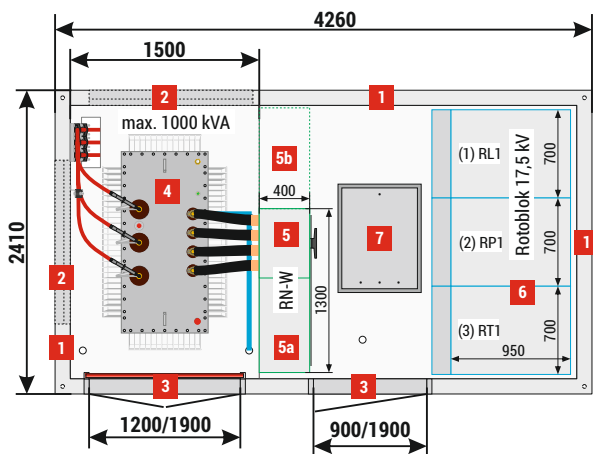 4260
1500
2
1
max. 1000 kVA
5b
(1) RL1
700
Rotoblok 17,5 kV
4
400
2410
5
7
(2) RP1
700
1
RN-W
1300
6
2
1
5a
(3) RT1
700
950
3
3
1200/1900
900/1900